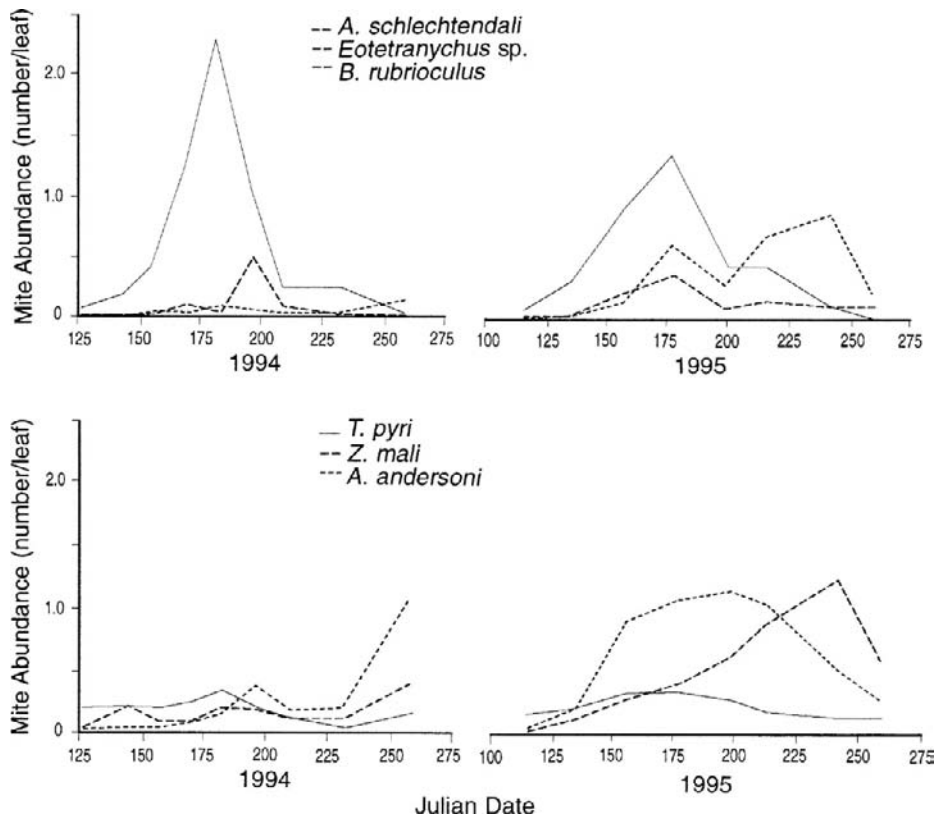 Mite Abundance (number/leaf)
2.0
1.0
0
A. schlechtendali
Eotetranychus sp.
B. rubrioculus
125 150 175 200 225 250 275
1994
100 125 150 175 200 225 250 275
1995
Mite Abundance (number/leaf)
2.0
1.0
0
T. pyri
Z. mali
A. andersoni
125 150 175 200 225 250 275
1994
100 125 150 175 200 225 250 275
1995
Julian Date